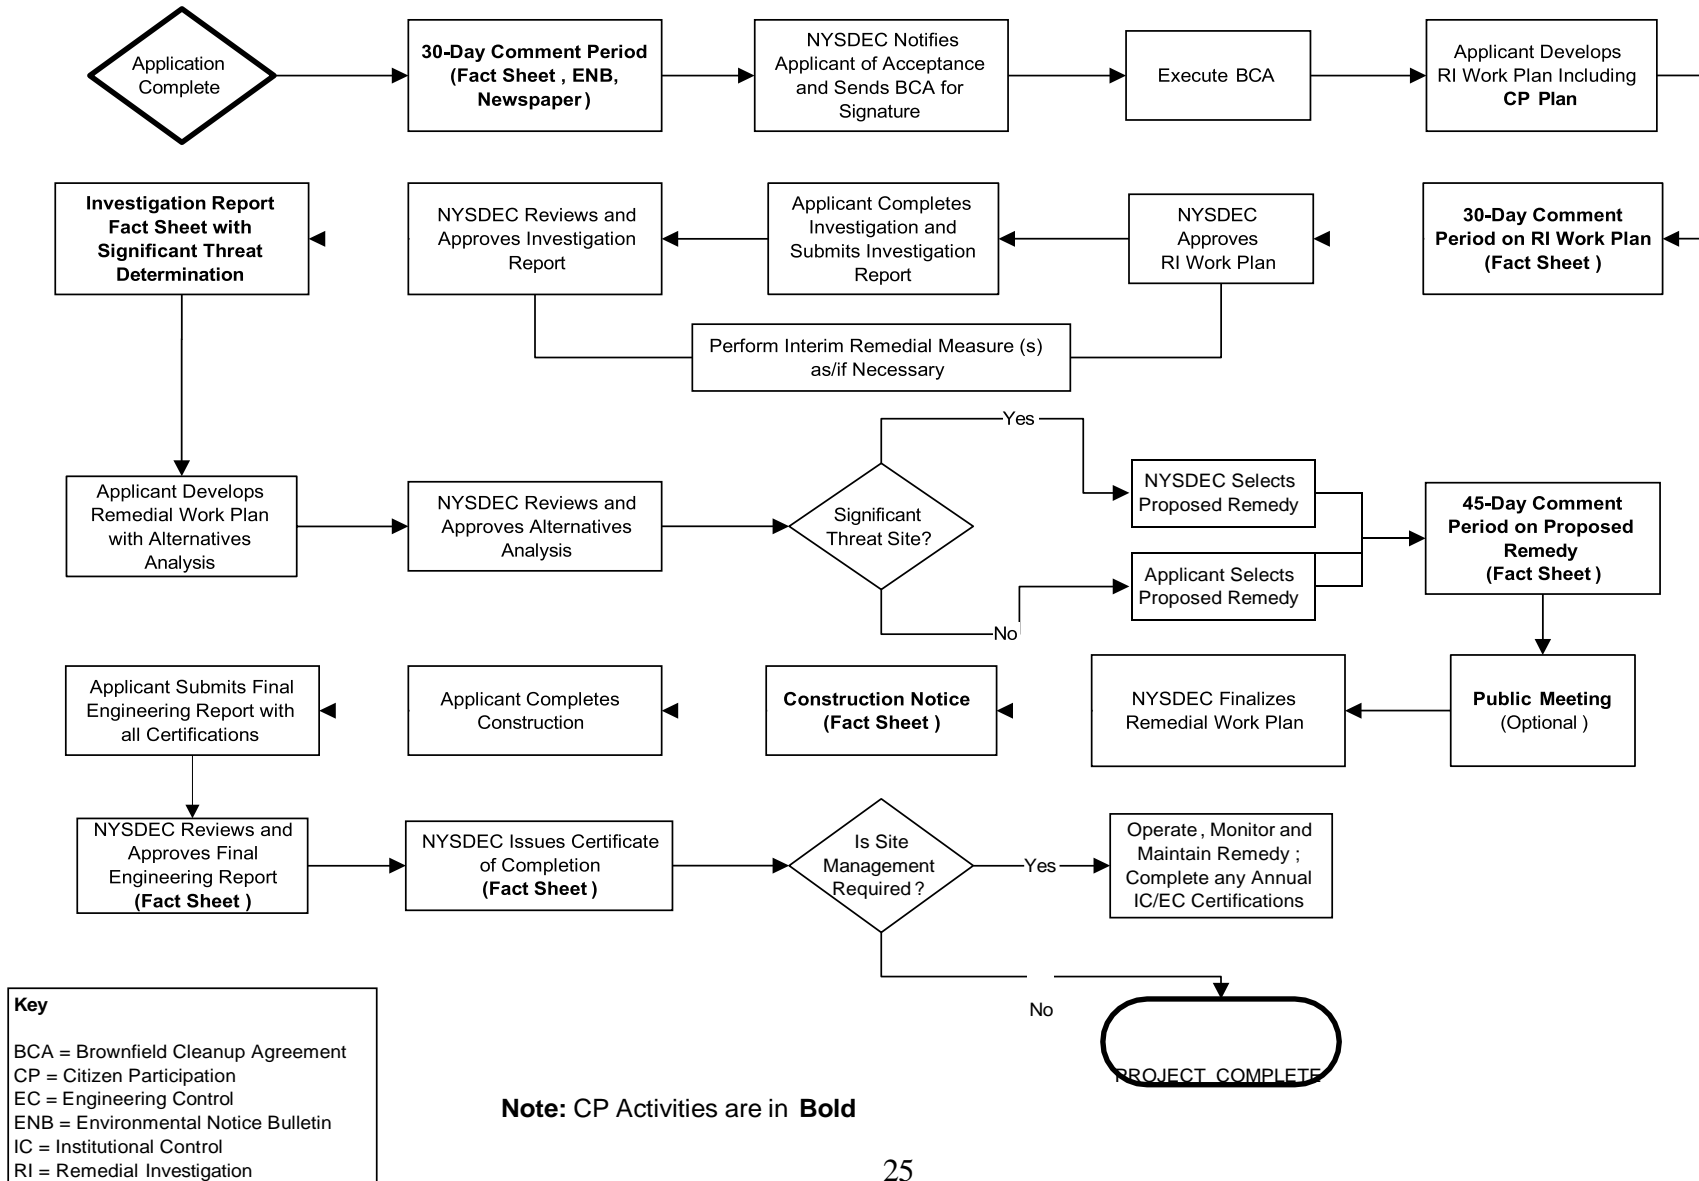 Application
Complete
30-Day Comment Period
(Fact Sheet , ENB,
Newspaper )
NYSDEC Notifies
Applicant of Acceptance
and Sends BCA for
Signature
Execute BCA
Applicant Develops
RI Work Plan Including
CP Plan
Investigation Report
Fact Sheet with
Significant Threat
Determination
NYSDEC Reviews and
Approves Investigation
Report
Applicant Completes
Investigation and
Submits Investigation
Report
NYSDEC
Approves
RI Work Plan
30-Day Comment
Period on RI Work Plan
(Fact Sheet )
Perform Interim Remedial Measure (s)
as/if Necessary
Applicant Develops
Remedial Work Plan
with Alternatives
Analysis
NYSDEC Reviews and
Approves Alternatives
Analysis
Significant
Threat Site?
Yes
No
NYSDEC Selects
Proposed Remedy
Applicant Selects
Proposed Remedy
45-Day Comment
Period on Proposed
Remedy
(Fact Sheet )
Applicant Submits Final
Engineering Report with
all Certifications
Applicant Completes
Construction
Construction Notice
(Fact Sheet )
NYSDEC Finalizes
Remedial Work Plan
Public Meeting
(Optional )
NYSDEC Reviews and
Approves Final
Engineering Report
(Fact Sheet )
NYSDEC Issues Certificate
of Completion
(Fact Sheet )
Is Site
Management
Required ?
Yes
Operate , Monitor and
Maintain Remedy ;
Complete any Annual
IC/EC Certifications
No
PROJECT COMPLETE
Key
BCA = Brownfield Cleanup Agreement
CP = Citizen Participation
EC = Engineering Control
ENB = Environmental Notice Bulletin
IC = Institutional Control
RI = Remedial Investigation
Note: CP Activities are in Bold
25